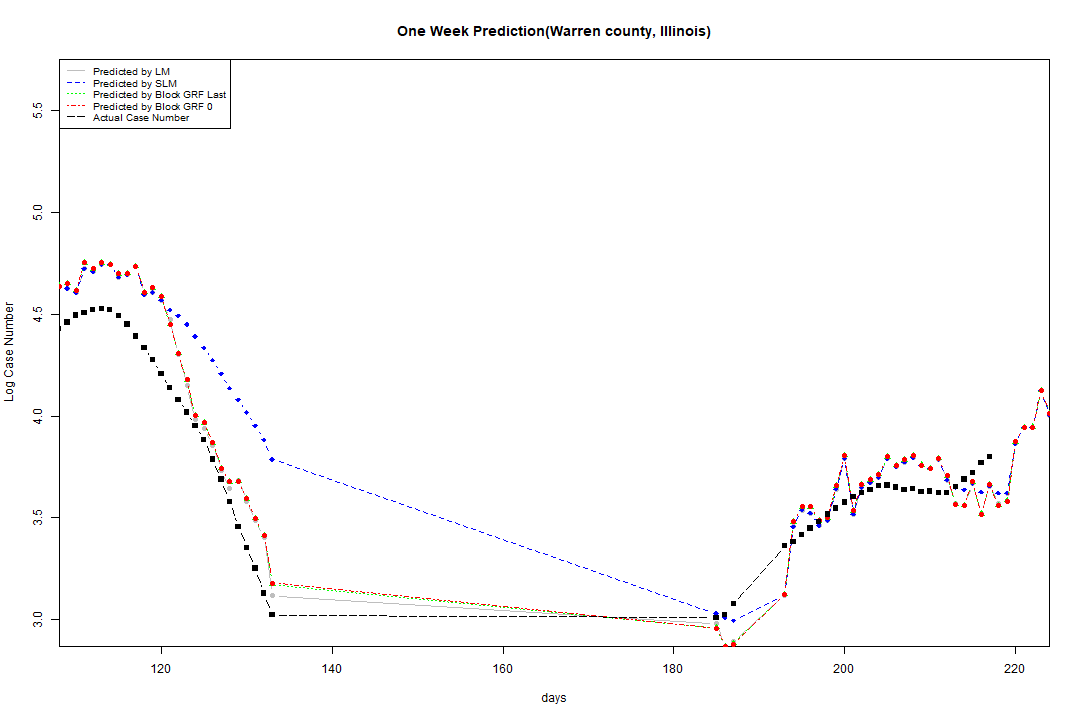 One Week Prediction(Warren county, Illinois)
Predicted by LM
Predicted by SLM
Predicted by Block GRF Last
Predicted by Block GRF 0
Actual Case Number
5.5
5.0
4.5
4.0
3.5
3.0
Log Case Number
120 140 160 180 200 220
days